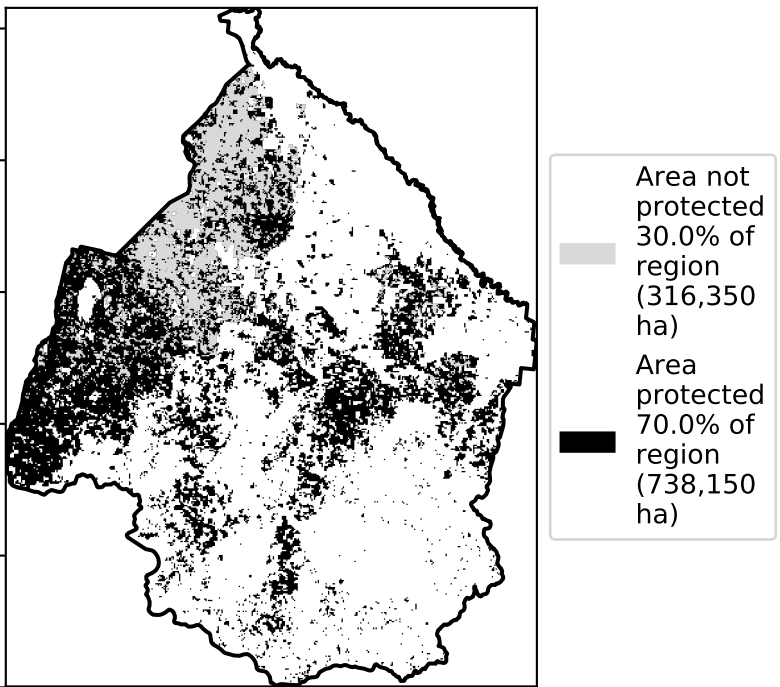 Area not
protected
30.0% of
region
(316,350
ha)
Area
protected
70.0% of
region
(738,150
ha)